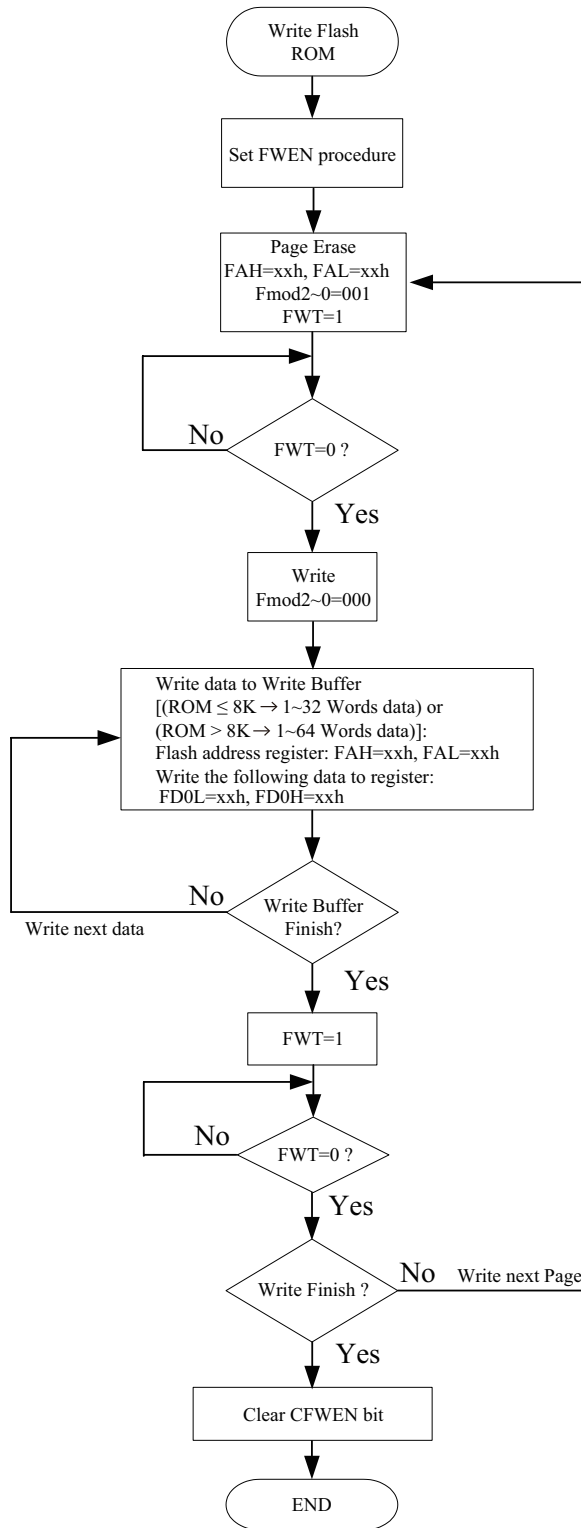 Write Flash
ROM
Set FWEN procedure
Page Erase
FAH=xxh, FAL=xxh
Fmod2~0=001
FWT=1
No
FWT=0 ?
Yes
Write
Fmod2~0=000
Write data to Write Buffer
[(ROM ≤ 8K → 1~32 Words data) or
(ROM > 8K → 1~64 Words data)]:
Flash address register: FAH=xxh, FAL=xxh
Write the following data to register:
FD0L=xxh, FD0H=xxh
No
Write next data
Write Buffer
Finish?
Yes
FWT=1
No
FWT=0 ?
Yes
Write Finish ?
No
Write next Page
Yes
Clear CFWEN bit
END